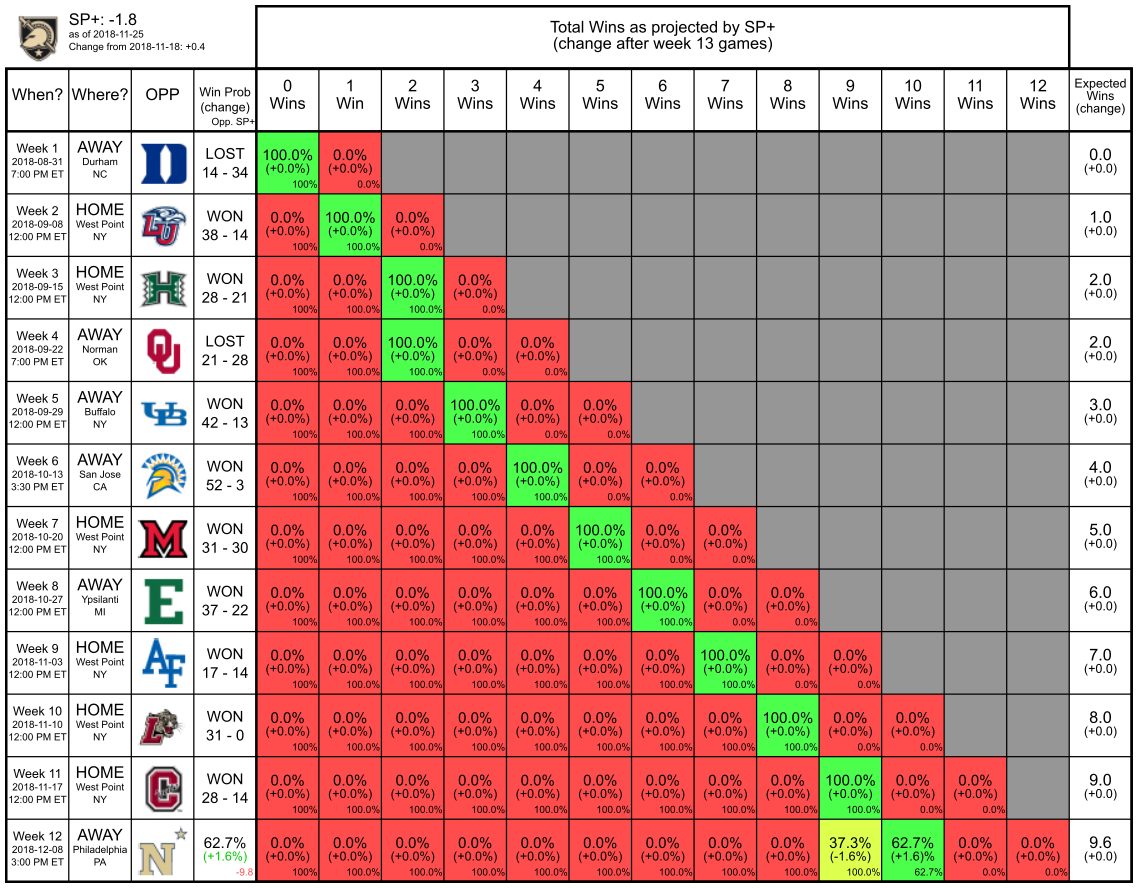 SP+: -1.8
as of 2018-11-25
Change from 2018-11-18: +0.4
Total Wins as projected by SP+
(change after week 13 games)
When? Where? OPP Win Prob (change) Opp. SP+ 0 Wins 1 Win 2 Wins 3 Wins 4 Wins 5 Wins 6 Wins 7 Wins 8 Wins 9 Wins 10 Wins 11 Wins 12 Wins Expected Wins (change)
Week 1 AWAY D LOST 100.0% 0.0% 0.0
2018-08-31 Durham 14 - 34 (+0.0%) (+0.0%) (+0.0)
7:00 PM ET NC 100% 0.0%
Week 2 HOME LU WON 0.0% 100.0% 0.0% 1.0
2018-09-08 West Point 38 - 14 (+0.0%) (+0.0%) (+0.0%) (+0.0)
12:00 PM ET NY 100% 100.0% 0.0%
Week 3 HOME H WON 0.0% 0.0% 100.0% 0.0% 2.0
2018-09-15 West Point 28 - 21 (+0.0%) (+0.0%) (+0.0%) (+0.0%) (+0.0)
12:00 PM ET NY 100% 100.0% 100.0% 0.0%
Week 4 AWAY OU LOST 0.0% 0.0% 100.0% 0.0% 0.0% 2.0
2018-09-22 Norman 21 - 28 (+0.0%) (+0.0%) (+0.0%) (+0.0%) (+0.0%) (+0.0)
7:00 PM ET OK 100% 100.0% 100.0% 0.0% 0.0%
Week 5 AWAY UB WON 0.0% 0.0% 0.0% 100.0% 0.0% 0.0% 3.0
2018-09-29 Buffalo 42 - 13 (+0.0%) (+0.0%) (+0.0%) (+0.0%) (+0.0%) (+0.0%) (+0.0)
12:00 PM ET NY 100% 100.0% 100.0% 100.0% 0.0% 0.0%
Week 6 AWAY WON 0.0% 0.0% 0.0% 0.0% 100.0% 0.0% 0.0% 4.0
2018-10-13 San Jose 52 - 3 (+0.0%) (+0.0%) (+0.0%) (+0.0%) (+0.0%) (+0.0%) (+0.0%) (+0.0)
3:30 PM ET CA 100% 100.0% 100.0% 100.0% 100.0% 0.0% 0.0%
Week 7 HOME M WON 0.0% 0.0% 0.0% 0.0% 0.0% 100.0% 0.0% 0.0% 5.0
2018-10-20 West Point 31 - 30 (+0.0%) (+0.0%) (+0.0%) (+0.0%) (+0.0%) (+0.0%) (+0.0%) (+0.0%) (+0.0)
12:00 PM ET NY 100% 100.0% 100.0% 100.0% 100.0% 100.0% 0.0% 0.0%
Week 8 AWAY E WON 0.0% 0.0% 0.0% 0.0% 0.0% 0.0% 100.0% 0.0% 0.0% 6.0
2018-10-27 Ypsilanti 37 - 22 (+0.0%) (+0.0%) (+0.0%) (+0.0%) (+0.0%) (+0.0%) (+0.0%) (+0.0%) (+0.0%) (+0.0)
12:00 PM ET MI 100% 100.0% 100.0% 100.0% 100.0% 100.0% 100.0% 0.0% 0.0%
Week 9 HOME AF WON 0.0% 0.0% 0.0% 0.0% 0.0% 0.0% 0.0% 100.0% 0.0% 0.0% 7.0
2018-11-03 West Point 17 - 14 (+0.0%) (+0.0%) (+0.0%) (+0.0%) (+0.0%) (+0.0%) (+0.0%) (+0.0%) (+0.0%) (+0.0%) (+0.0)
12:00 PM ET NY 100% 100.0% 100.0% 100.0% 100.0% 100.0% 100.0% 100.0% 0.0% 0.0%
Week 10 HOME L WON 0.0% 0.0% 0.0% 0.0% 0.0% 0.0% 0.0% 0.0% 100.0% 0.0% 0.0% 8.0
2018-11-10 West Point 31 - 0 (+0.0%) (+0.0%) (+0.0%) (+0.0%) (+0.0%) (+0.0%) (+0.0%) (+0.0%) (+0.0%) (+0.0%) (+0.0%) (+0.0)
12:00 PM ET NY 100% 100.0% 100.0% 100.0% 100.0% 100.0% 100.0% 100.0% 100.0% 0.0% 0.0%
Week 11 HOME C WON 0.0% 0.0% 0.0% 0.0% 0.0% 0.0% 0.0% 0.0% 0.0% 100.0% 0.0% 0.0% 9.0
2018-11-17 West Point 28 - 14 (+0.0%) (+0.0%) (+0.0%) (+0.0%) (+0.0%) (+0.0%) (+0.0%) (+0.0%) (+0.0%) (+0.0%) (+0.0%) (+0.0%) (+0.0)
12:00 PM ET NY 100% 100.0% 100.0% 100.0% 100.0% 100.0% 100.0% 100.0% 100.0% 100.0% 0.0% 0.0%
Week 12 AWAY N 62.7% 0.0% 0.0% 0.0% 0.0% 0.0% 0.0% 0.0% 0.0% 0.0% 37.3% 62.7% 0.0% 0.0% 9.6
2018-12-08 Philadelphia (+1.6%) (+0.0%) (+0.0%) (+0.0%) (+0.0%) (+0.0%) (+0.0%) (+0.0%) (+0.0%) (+0.0%) (-1.6%) (+1.6)% (+0.0%) (+0.0%) (+0.0)
3:00 PM ET PA -9.8 100% 100.0% 100.0% 100.0% 100.0% 100.0% 100.0% 100.0% 100.0% 100.0% 62.7% 0.0% 0.0%